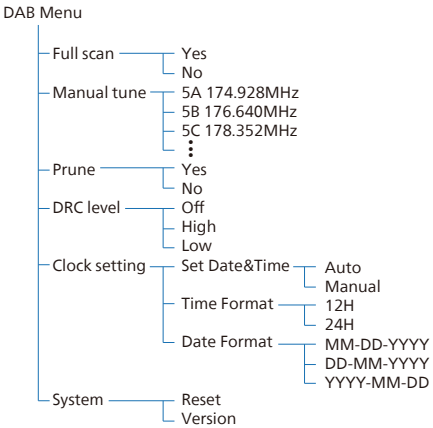 DAB Menu
Full scan Yes
No
Manual tune 5A 174.928MHz
5B 176.640MHz
5C 178.352MHz
⋮
Prune Yes
No
DRC level Off
High
Low
Clock setting Set Date&Time Auto
Manual
Time Format 12H
24H
Date Format MM-DD-YYYY
DD-MM-YYYY
YYYY-MM-DD
System Reset
Version